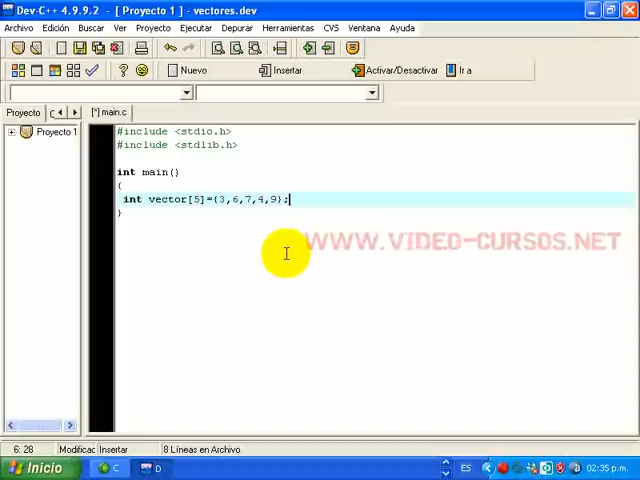 Dev-C++ 4.9.9.2 - [ Proyecto 1 ] - vectores.dev
Archivo Edición Buscar Ver Proyecto Ejecutar Depurar Herramientas CVS Ventana Ayuda
Nuevo Insertar Activar/Desactivar Ir a
Proyecto [*] main.c
Proyecto 1
#include <stdio.h>
#include <stdlib.h>
int main()
{
int vector[5]={3,6,7,4,9};
}
WWW.VIDEO-CURSOS.NET
6: 28 Modificac Insertar 8 Líneas en Archivo
Inicio C D ES 02:35 p.m.